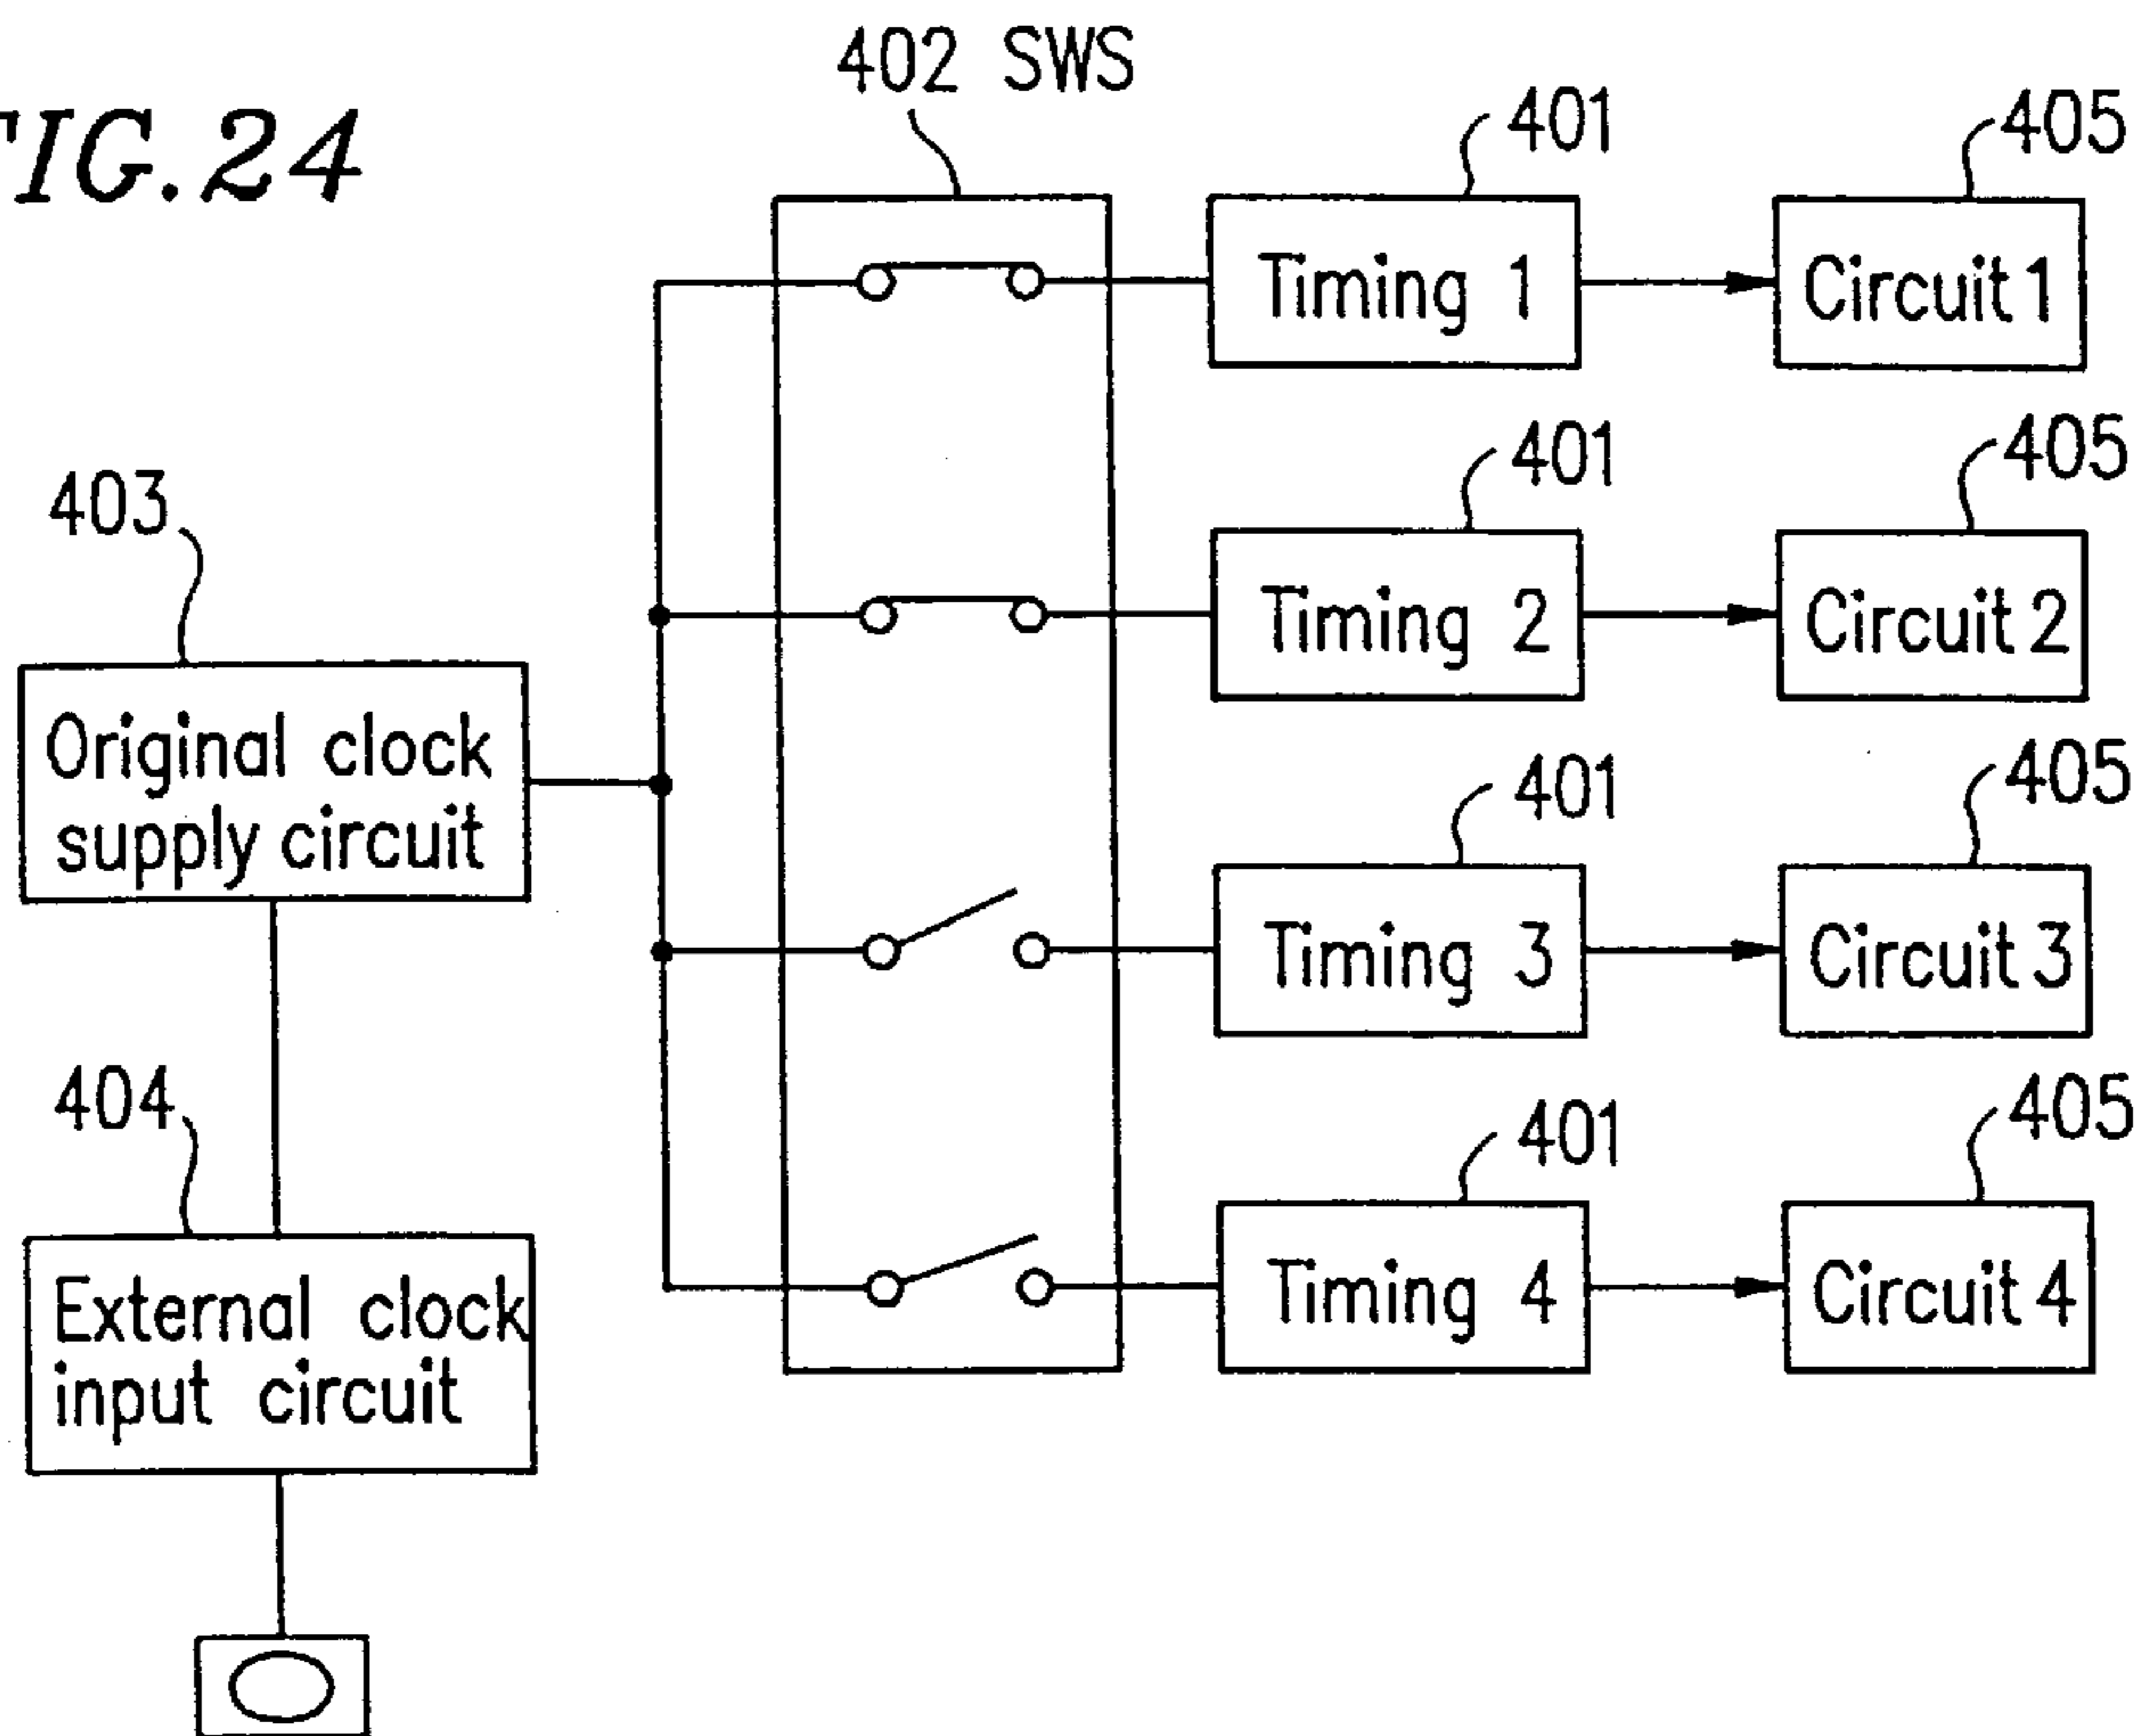 FIG.24
402 SWS
401
405
Timing 1
Circuit 1
401
405
Timing 2
Circuit 2
403
Original clock
supply circuit
401
405
Timing 3
Circuit 3
404
External clock
input circuit
401
405
Timing 4
Circuit 4